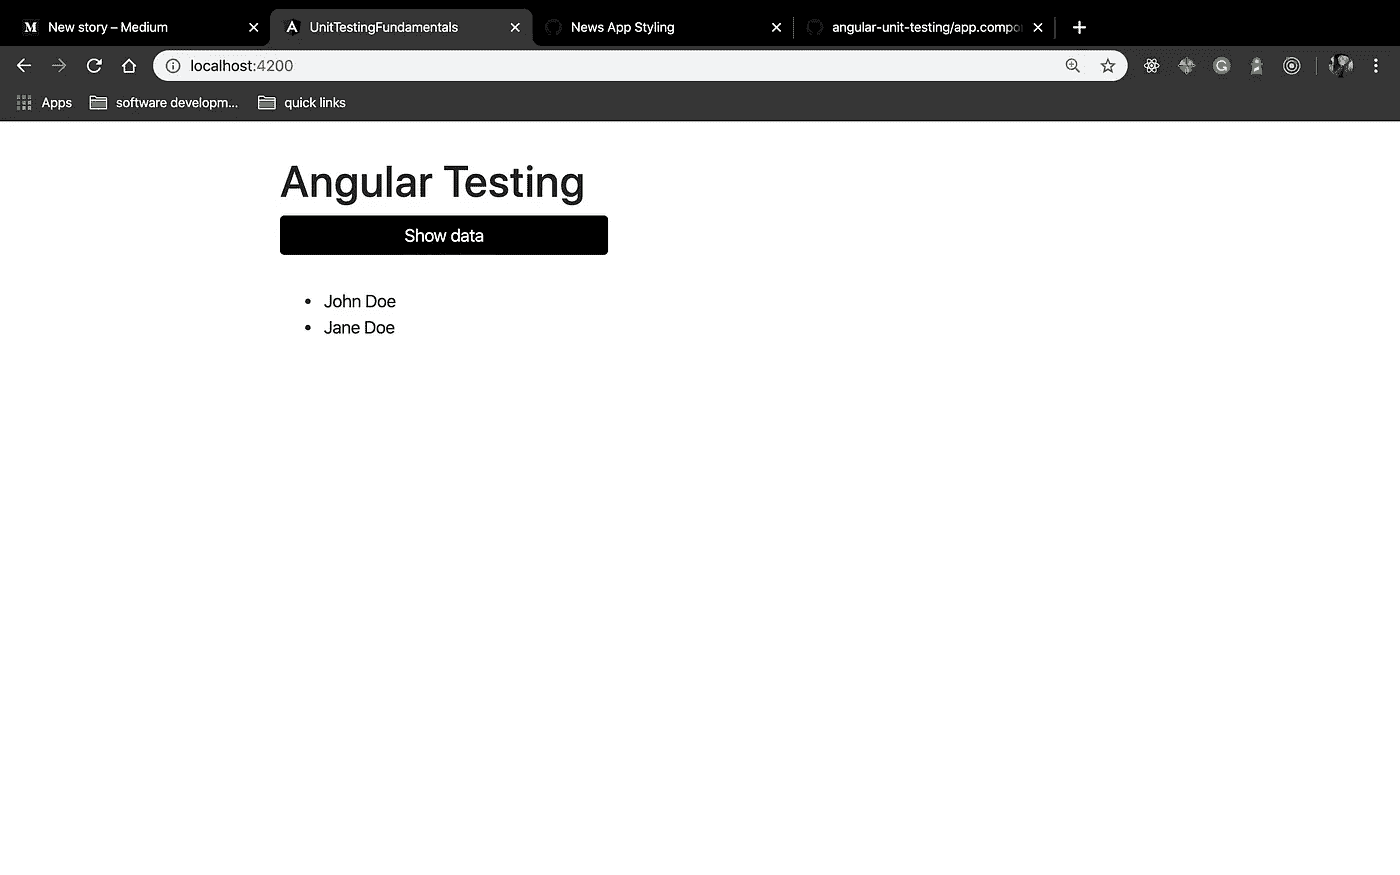 New story – Medium
UnitTestingFundamentals
News App Styling
angular-unit-testing/app.compo
localhost:4200
Apps
software developm...
quick links
Angular Testing
Show data
• John Doe
• Jane Doe